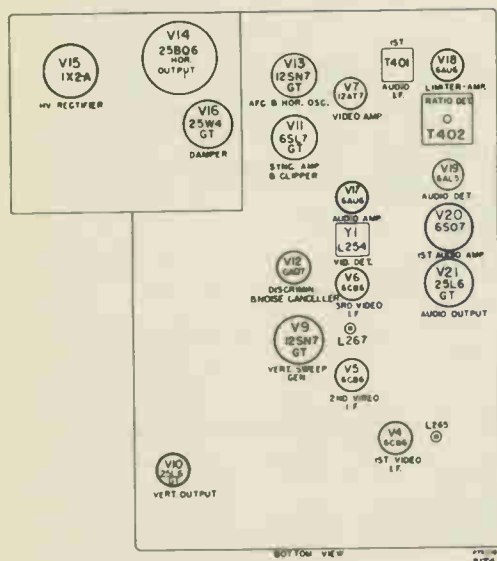 V14
25BQ6
HOR.
OUTPUT
V15
1X2-A
HV RECTIFIER
V16
25W4
GT
DAMPER
V13
12SN7
GT
AFC & HOR. OSC.
V11
6SL7
GT
SYNC. AMP
& CLIPPER
V7
12AT7
VIDEO AMP
1ST
T401
AUDIO
I.F.
V18
6AU6
LIMITER-AMP.
RATIO DET.
T402
V17
6AU6
AUDIO AMP
Y1
L254
VID. DET.
V19
6AL5
AUDIO DET.
V20
6SQ7
1ST AUDIO AMP
V21
25L6
GT
AUDIO OUTPUT
V12
DISCRIMIN.
& NOISE CANCELLER
V6
6CB6
3RD VIDEO
I.F.
L267
V9
12SN7
GT
VERT. SWEEP
GEN
V5
6CB6
2ND VIDEO
I.F.
V4
6CB6
1ST VIDEO
I.F.
L265
V10
25L6
GT
VERT. OUTPUT
BOTTOM VIEW